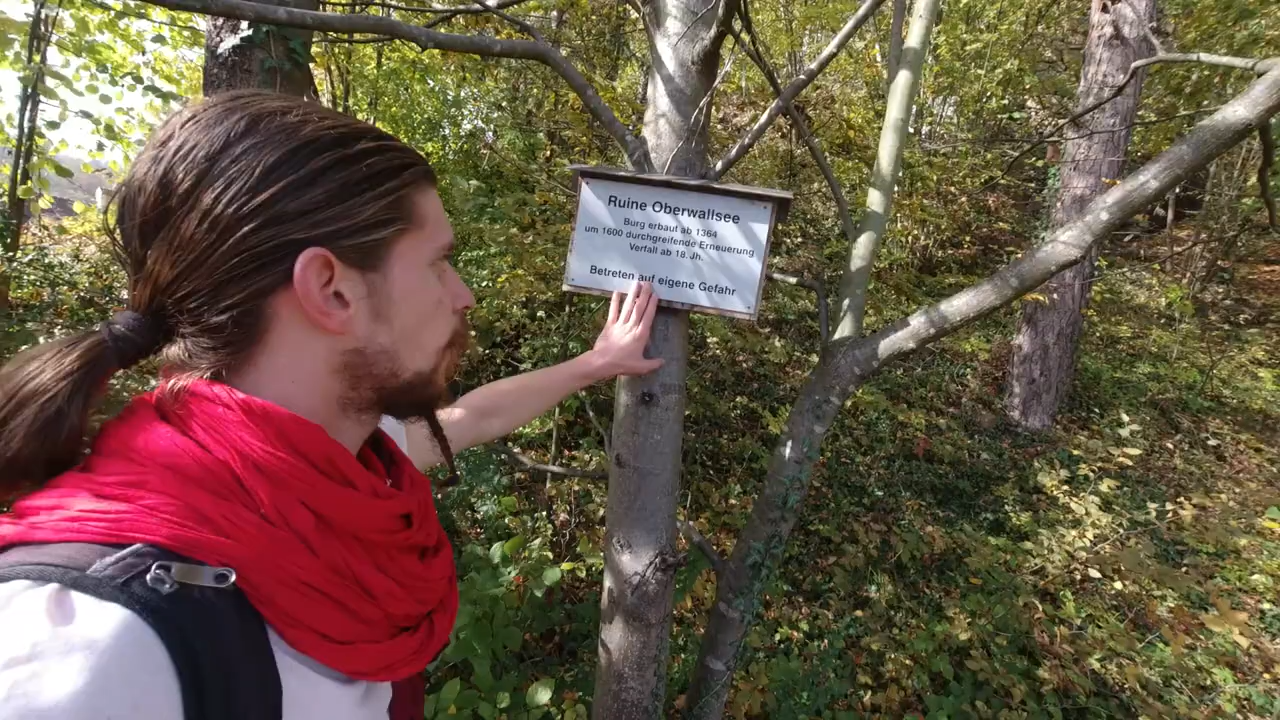 Ruine Oberwallsee
Burg erbaut ab 1364
um 1600 durchgreifende Erneuerung
Verfall ab 18. Jh.
Betreten auf eigene Gefahr